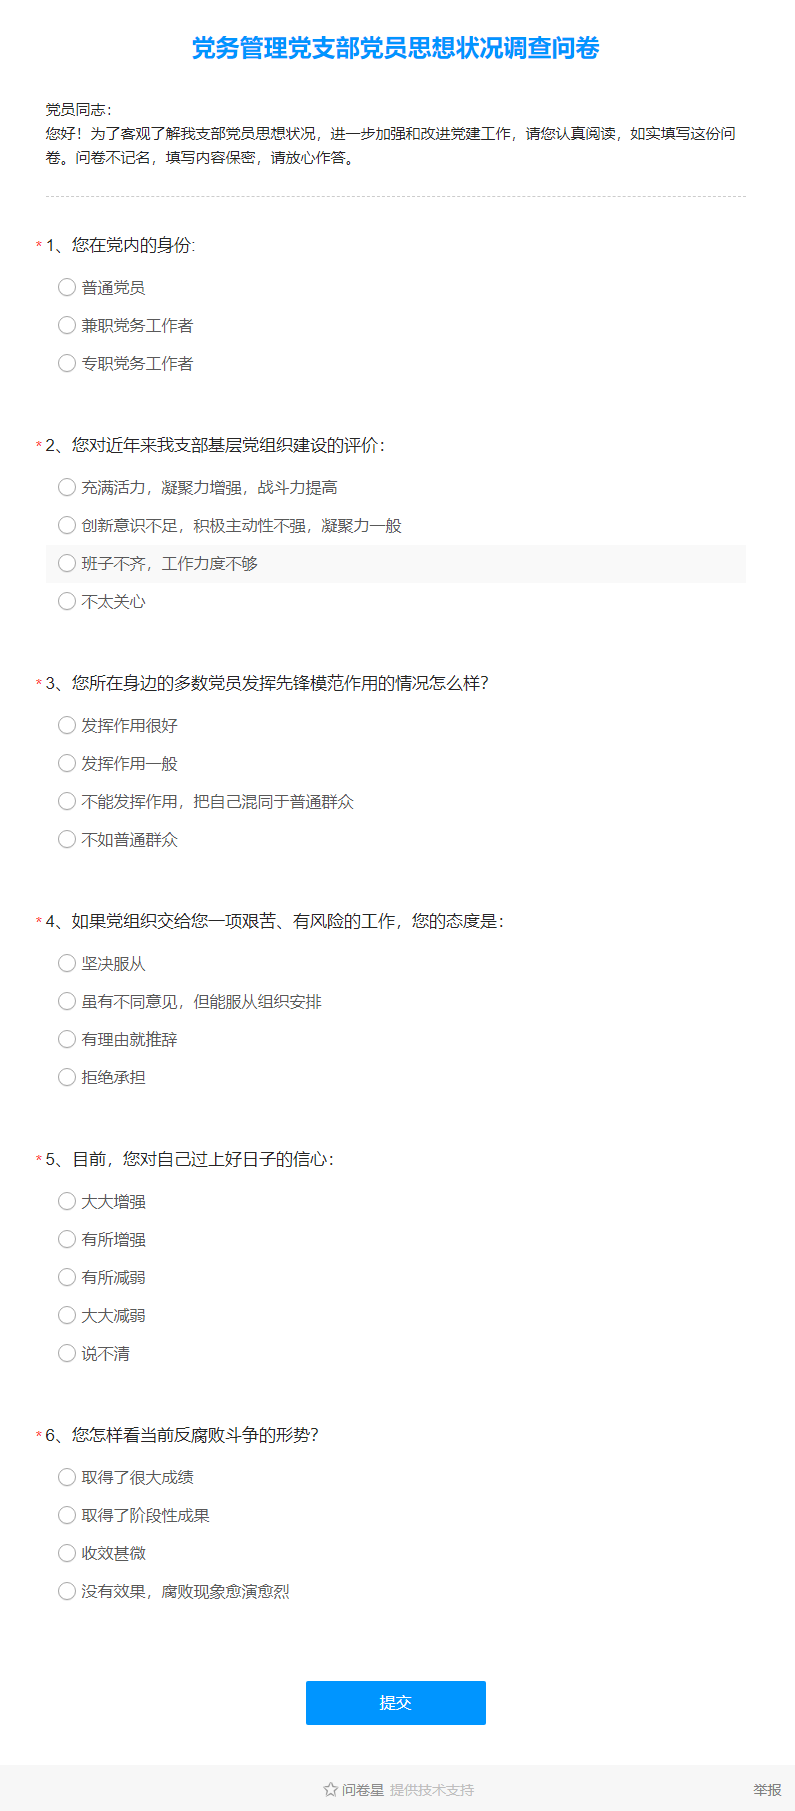 党务管理党支部党员思想状况调查问卷
党员同志：
您好！为了客观了解我支部党员思想状况，进一步加强和改进党建工作，请您认真阅读，如实填写这份问
卷。问卷不记名，填写内容保密，请放心作答。
*1、您在党内的身份:
普通党员
兼职党务工作者
专职党务工作者
*2、您对近年来我支部基层党组织建设的评价：
充满活力，凝聚力增强，战斗力提高
创新意识不足，积极主动性不强，凝聚力一般
班子不齐，工作力度不够
不太关心
*3、您所在身边的多数党员发挥先锋模范作用的情况怎么样？
发挥作用很好
发挥作用一般
不能发挥作用，把自己混同于普通群众
不如普通群众
*4、如果党组织交给您一项艰苦、有风险的工作，您的态度是：
坚决服从
虽有不同意见，但能服从组织安排
有理由就推辞
拒绝承担
*5、目前，您对自己过上好日子的信心：
大大增强
有所增强
有所减弱
大大减弱
说不清
*6、您怎样看当前反腐败斗争的形势？
取得了很大成绩
取得了阶段性成果
收效甚微
没有效果，腐败现象愈演愈烈
提交
问卷星 提供技术支持
举报